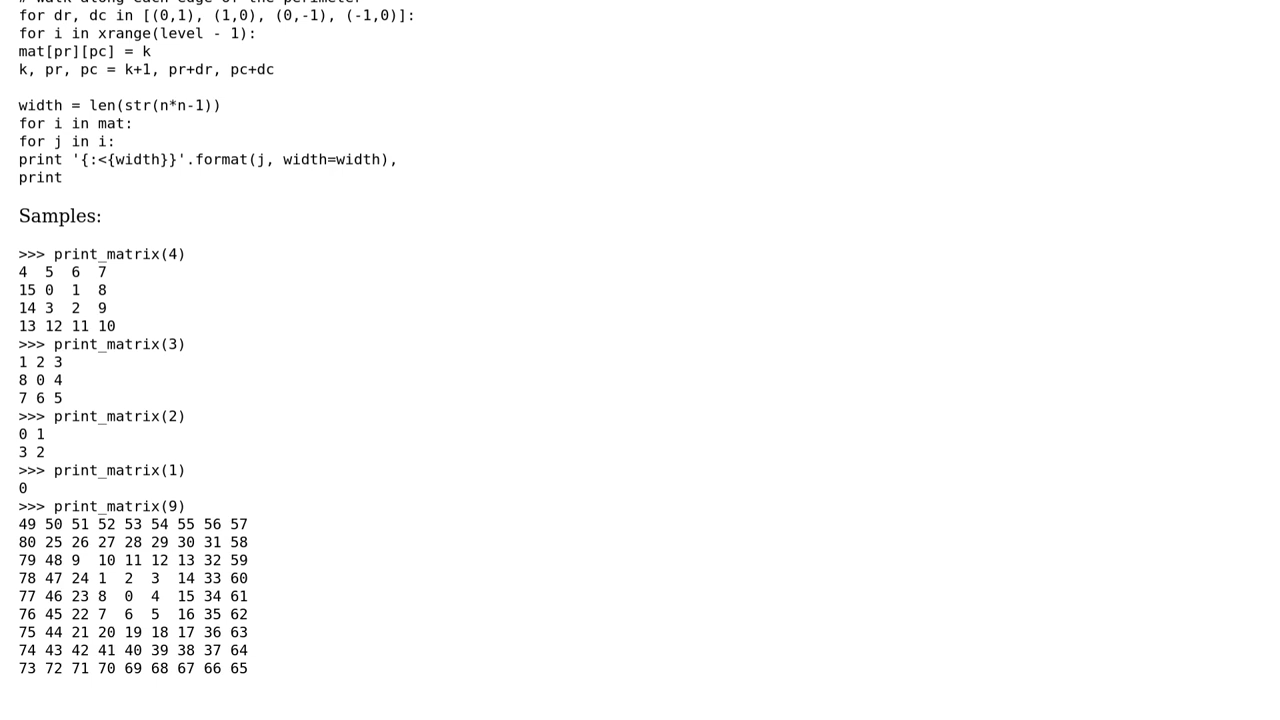 # walk along each edge of the perimeter
for dr, dc in [(0,1), (1,0), (0,-1), (-1,0)]:
for i in xrange(level - 1):
mat[pr][pc] = k
k, pr, pc = k+1, pr+dr, pc+dc
width = len(str(n*n-1))
for i in mat:
for j in i:
print '{:<{width}}'.format(j, width=width),
print
Samples:
>>> print_matrix(4)
4  5  6  7
15 0  1  8
14 3  2  9
13 12 11 10
>>> print_matrix(3)
1 2 3
8 0 4
7 6 5
>>> print_matrix(2)
0 1
3 2
>>> print_matrix(1)
0
>>> print_matrix(9)
49 50 51 52 53 54 55 56 57
80 25 26 27 28 29 30 31 58
79 48 9  10 11 12 13 32 59
78 47 24 1  2  3  14 33 60
77 46 23 8  0  4  15 34 61
76 45 22 7  6  5  16 35 62
75 44 21 20 19 18 17 36 63
74 43 42 41 40 39 38 37 64
73 72 71 70 69 68 67 66 65